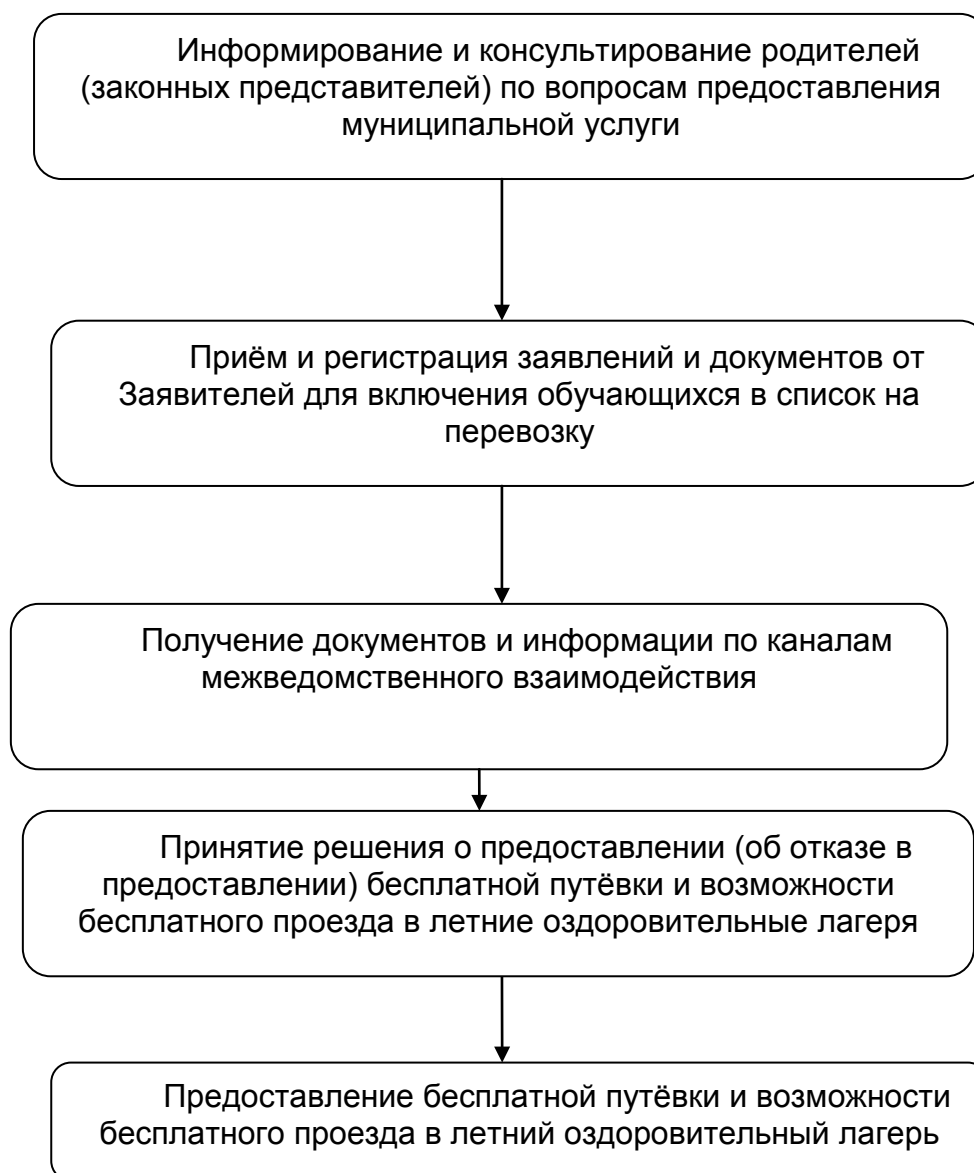 Информирование и консультирование родителей
(законных представителей) по вопросам предоставления
муниципальной услуги
Приём и регистрация заявлений и документов от
Заявителей для включения обучающихся в список на
перевозку
Получение документов и информации по каналам
межведомственного взаимодействия
Принятие решения о предоставлении (об отказе в
предоставлении) бесплатной путёвки и возможности
бесплатного проезда в летние оздоровительные лагеря
Предоставление бесплатной путёвки и возможности
бесплатного проезда в летний оздоровительный лагерь